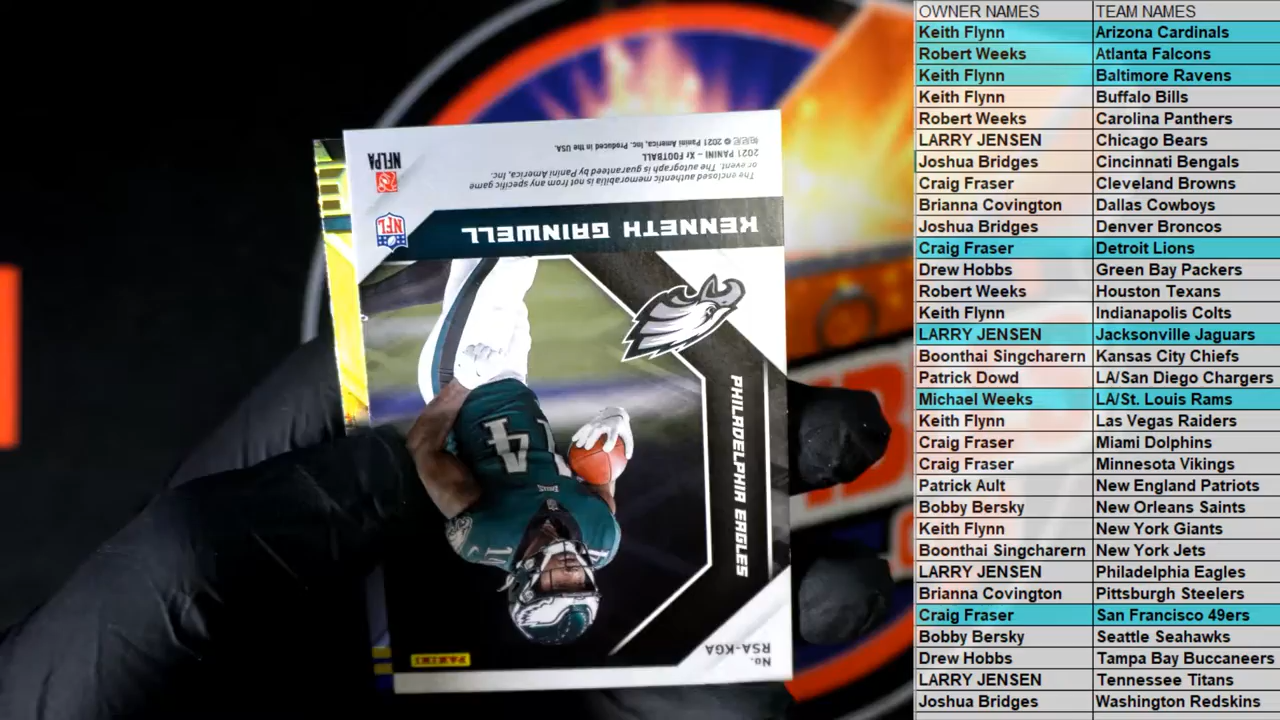 No.
RSA-KGA
PANINI
PHILADELPHIA EAGLES
14
KENNETH GAINWELL
NFL
The enclosed authentic memorabilia is not from any specific game
or event. The autograph is guaranteed by Panini America, Inc.
2021 PANINI – Xr FOOTBALL
© 2021 Panini America, Inc. Produced in the USA.
NFLPA
OWNER NAMES TEAM NAMES
Keith Flynn Arizona Cardinals
Robert Weeks Atlanta Falcons
Keith Flynn Baltimore Ravens
Keith Flynn Buffalo Bills
Robert Weeks Carolina Panthers
LARRY JENSEN Chicago Bears
Joshua Bridges Cincinnati Bengals
Craig Fraser Cleveland Browns
Brianna Covington Dallas Cowboys
Joshua Bridges Denver Broncos
Craig Fraser Detroit Lions
Drew Hobbs Green Bay Packers
Robert Weeks Houston Texans
Keith Flynn Indianapolis Colts
LARRY JENSEN Jacksonville Jaguars
Boonthai Singcharern Kansas City Chiefs
Patrick Dowd LA/San Diego Chargers
Michael Weeks LA/St. Louis Rams
Keith Flynn Las Vegas Raiders
Craig Fraser Miami Dolphins
Craig Fraser Minnesota Vikings
Patrick Ault New England Patriots
Bobby Bersky New Orleans Saints
Keith Flynn New York Giants
Boonthai Singcharern New York Jets
LARRY JENSEN Philadelphia Eagles
Brianna Covington Pittsburgh Steelers
Craig Fraser San Francisco 49ers
Bobby Bersky Seattle Seahawks
Drew Hobbs Tampa Bay Buccaneers
LARRY JENSEN Tennessee Titans
Joshua Bridges Washington Redskins